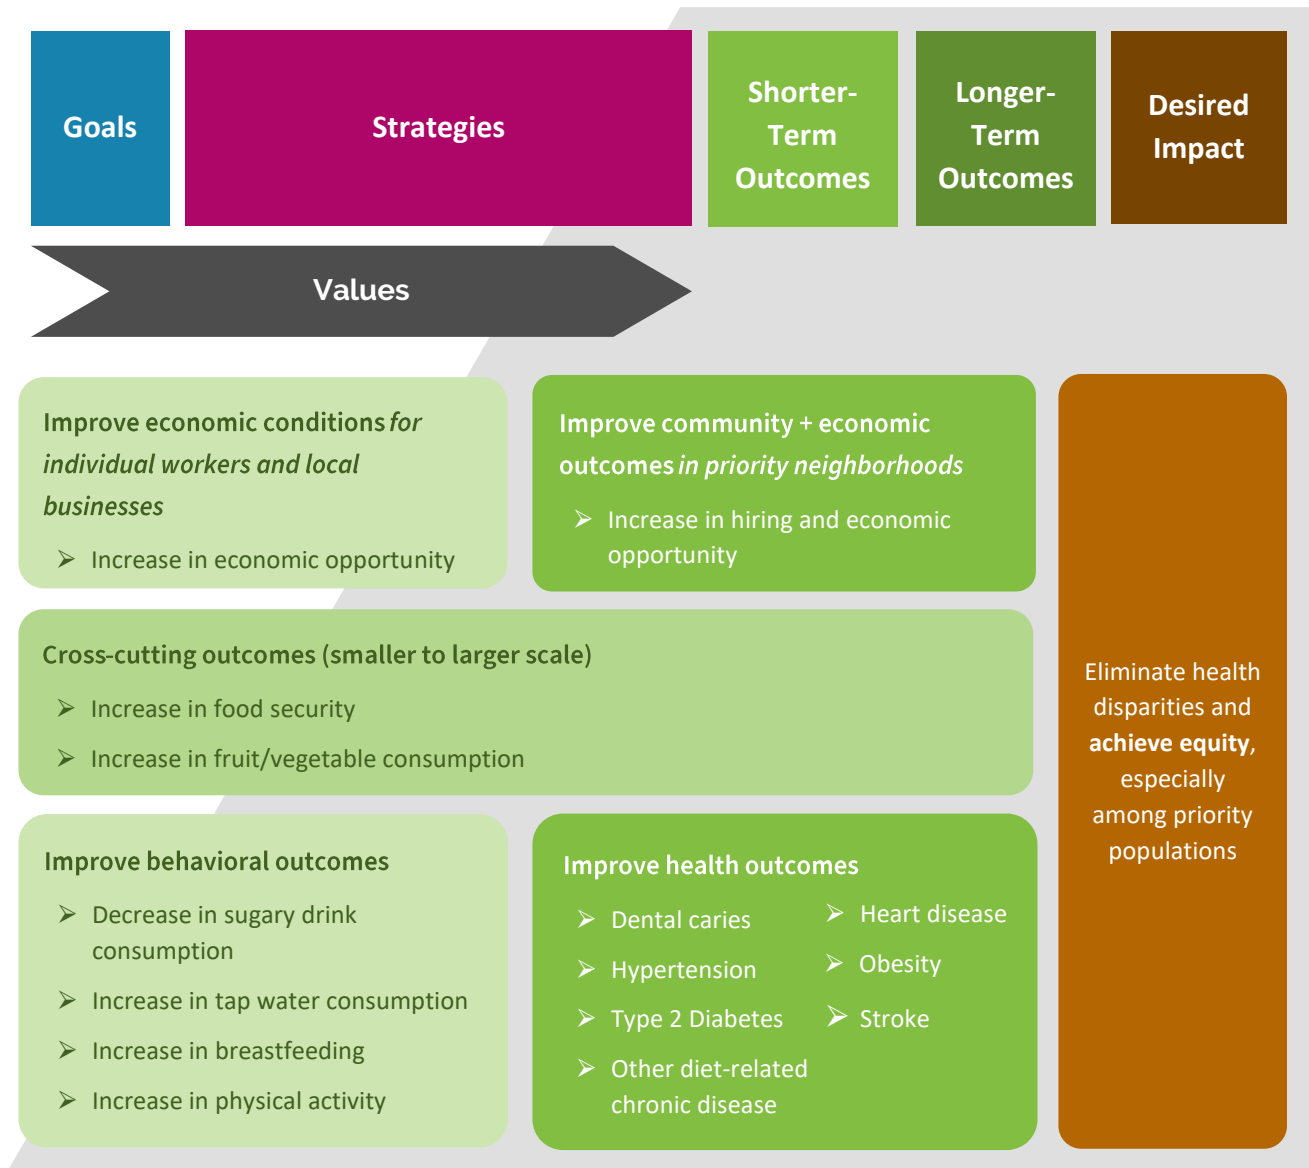 Goals
Strategies
Shorter-
Term
Outcomes
Longer-
Term
Outcomes
Desired
Impact
Values
Improve economic conditions for
individual workers and local
businesses
➢ Increase in economic opportunity
Improve community + economic
outcomes in priority neighborhoods
➢ Increase in hiring and economic
opportunity
Cross-cutting outcomes (smaller to larger scale)
➢ Increase in food security
➢ Increase in fruit/vegetable consumption
Improve behavioral outcomes
➢ Decrease in sugary drink
consumption
➢ Increase in tap water consumption
➢ Increase in breastfeeding
➢ Increase in physical activity
Improve health outcomes
➢ Dental caries
➢ Hypertension
➢ Type 2 Diabetes
➢ Other diet-related
chronic disease
➢ Heart disease
➢ Obesity
➢ Stroke
Eliminate health
disparities and
achieve equity,
especially
among priority
populations